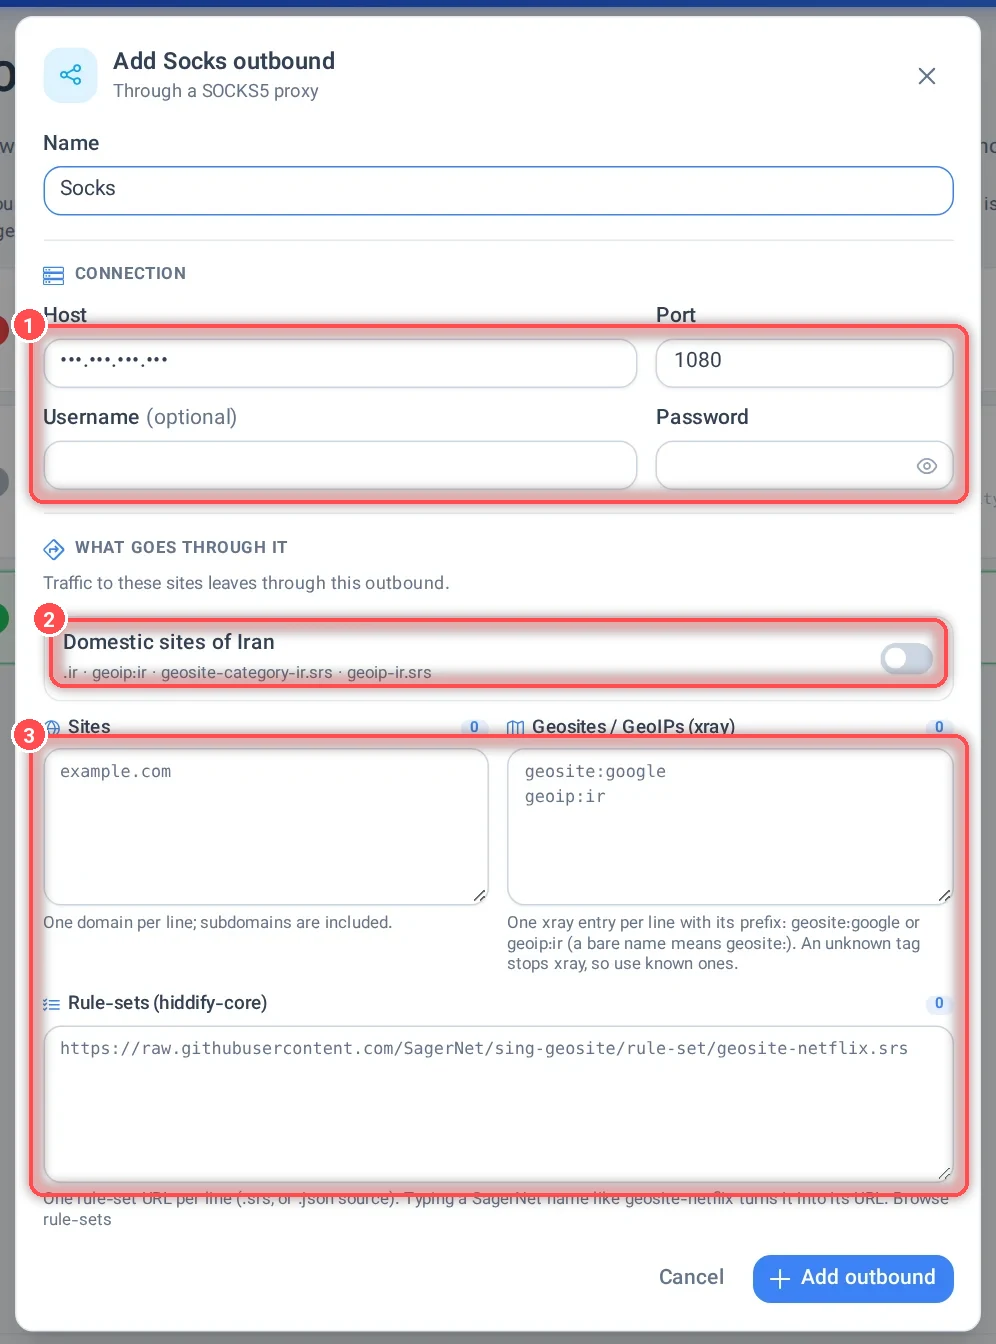 Add Socks outbound
Through a SOCKS5 proxy
Name
Socks
CONNECTION
1
Host
Port
•••.•••.•••.•••
1080
Username (optional)
Password
WHAT GOES THROUGH IT
Traffic to these sites leaves through this outbound.
2
Domestic sites of Iran
.ir · geoip:ir · geosite-category-ir.srs · geoip-ir.srs
3
Sites
0
Geosites / GeoIPs (xray)
0
example.com
geosite:google
geoip:ir
One domain per line; subdomains are included.
One xray entry per line with its prefix: geosite:google or
geoip:ir (a bare name means geosite:). An unknown tag
stops xray, so use known ones.
Rule-sets (hiddify-core)
0
https://raw.githubusercontent.com/SagerNet/sing-geosite/rule-set/geosite-netflix.srs
One rule-set URL per line (.srs, or .json source). Typing a SagerNet name like geosite-netflix turns it into its URL. Browse
rule-sets
Cancel
Add outbound